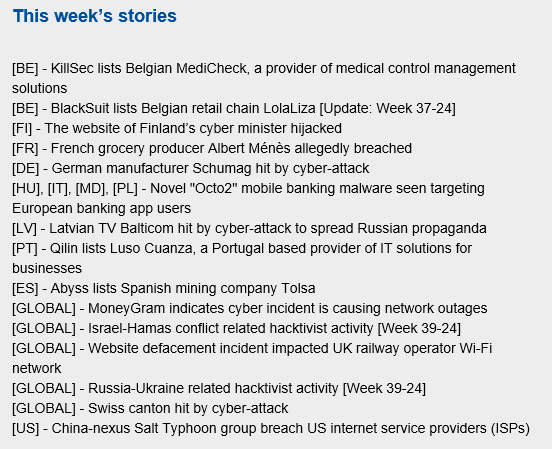 This week’s stories
[BE] - KillSec lists Belgian MediCheck, a provider of medical control management
solutions
[BE] - BlackSuit lists Belgian retail chain LolaLiza [Update: Week 37-24]
[FI] - The website of Finland’s cyber minister hijacked
[FR] - French grocery producer Albert Ménès allegedly breached
[DE] - German manufacturer Schumag hit by cyber-attack
[HU], [IT], [MD], [PL] - Novel "Octo2" mobile banking malware seen targeting
European banking app users
[LV] - Latvian TV Balticom hit by cyber-attack to spread Russian propaganda
[PT] - Qilin lists Luso Cuanza, a Portugal based provider of IT solutions for
businesses
[ES] - Abyss lists Spanish mining company Tolsa
[GLOBAL] - MoneyGram indicates cyber incident is causing network outages
[GLOBAL] - Israel-Hamas conflict related hacktivist activity [Week 39-24]
[GLOBAL] - Website defacement incident impacted UK railway operator Wi-Fi
network
[GLOBAL] - Russia-Ukraine related hacktivist activity [Week 39-24]
[GLOBAL] - Swiss canton hit by cyber-attack
[US] - China-nexus Salt Typhoon group breach US internet service providers (ISPs)